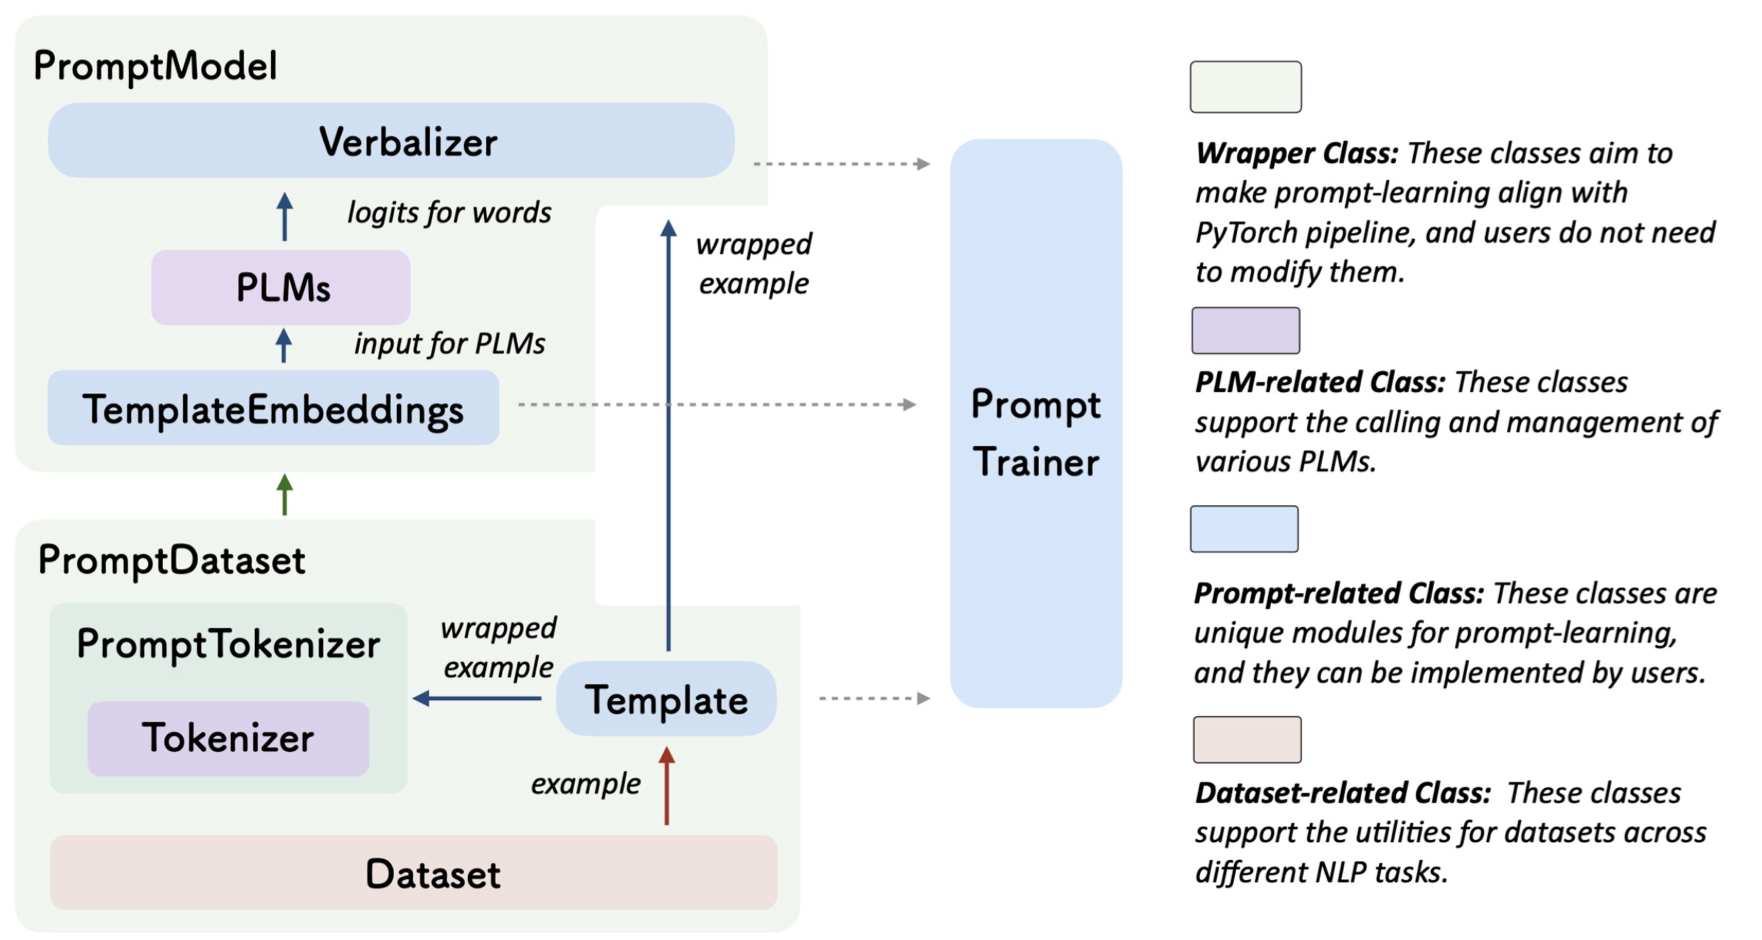 PromptModel
Verbalizer
logits for words
PLMs
input for PLMs
TemplateEmbeddings
wrapped
example
PromptDataset
PromptTokenizer
Tokenizer
wrapped
example
Template
example
Dataset
Prompt
Trainer
Wrapper Class: These classes aim to
make prompt-learning align with
PyTorch pipeline, and users do not need
to modify them.
PLM-related Class: These classes
support the calling and management of
various PLMs.
Prompt-related Class: These classes are
unique modules for prompt-learning,
and they can be implemented by users.
Dataset-related Class: These classes
support the utilities for datasets across
different NLP tasks.